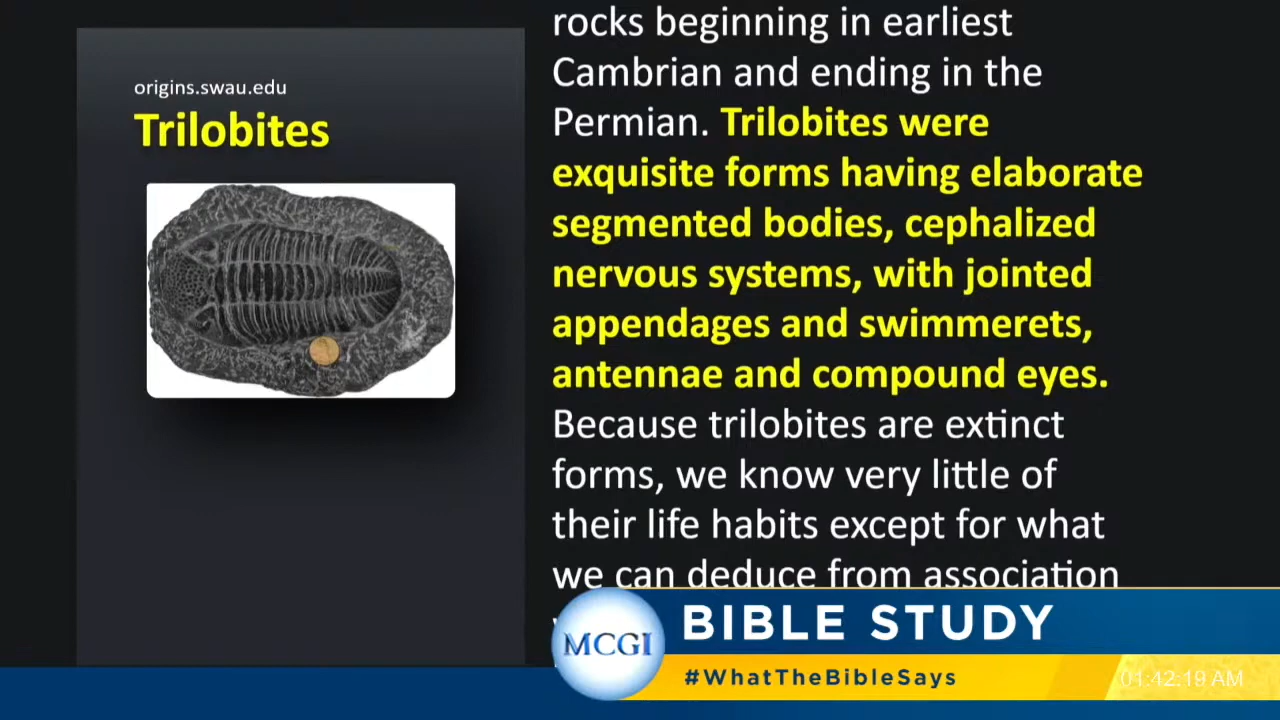 origins.swau.edu
Trilobites
rocks beginning in earliest
Cambrian and ending in the
Permian. Trilobites were
exquisite forms having elaborate
segmented bodies, cephalized
nervous systems, with jointed
appendages and swimmerets,
antennae and compound eyes.
Because trilobites are extinct
forms, we know very little of
their life habits except for what
we can deduce from association
MCGI
BIBLE STUDY
#WhatTheBibleSays
01:42:19 AM